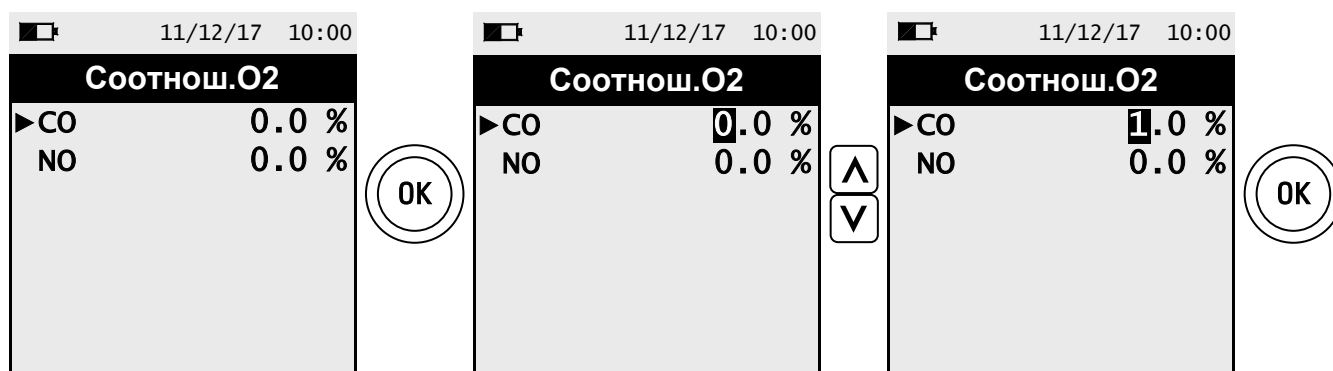 11/12/17 10:00
Соотнош.O2
►CO 0.0 %
NO 0.0 %
OK
11/12/17 10:00
Соотнош.O2
►CO 0.0 %
NO 0.0 %
11/12/17 10:00
Соотнош.O2
►CO 1.0 %
NO 0.0 %
OK